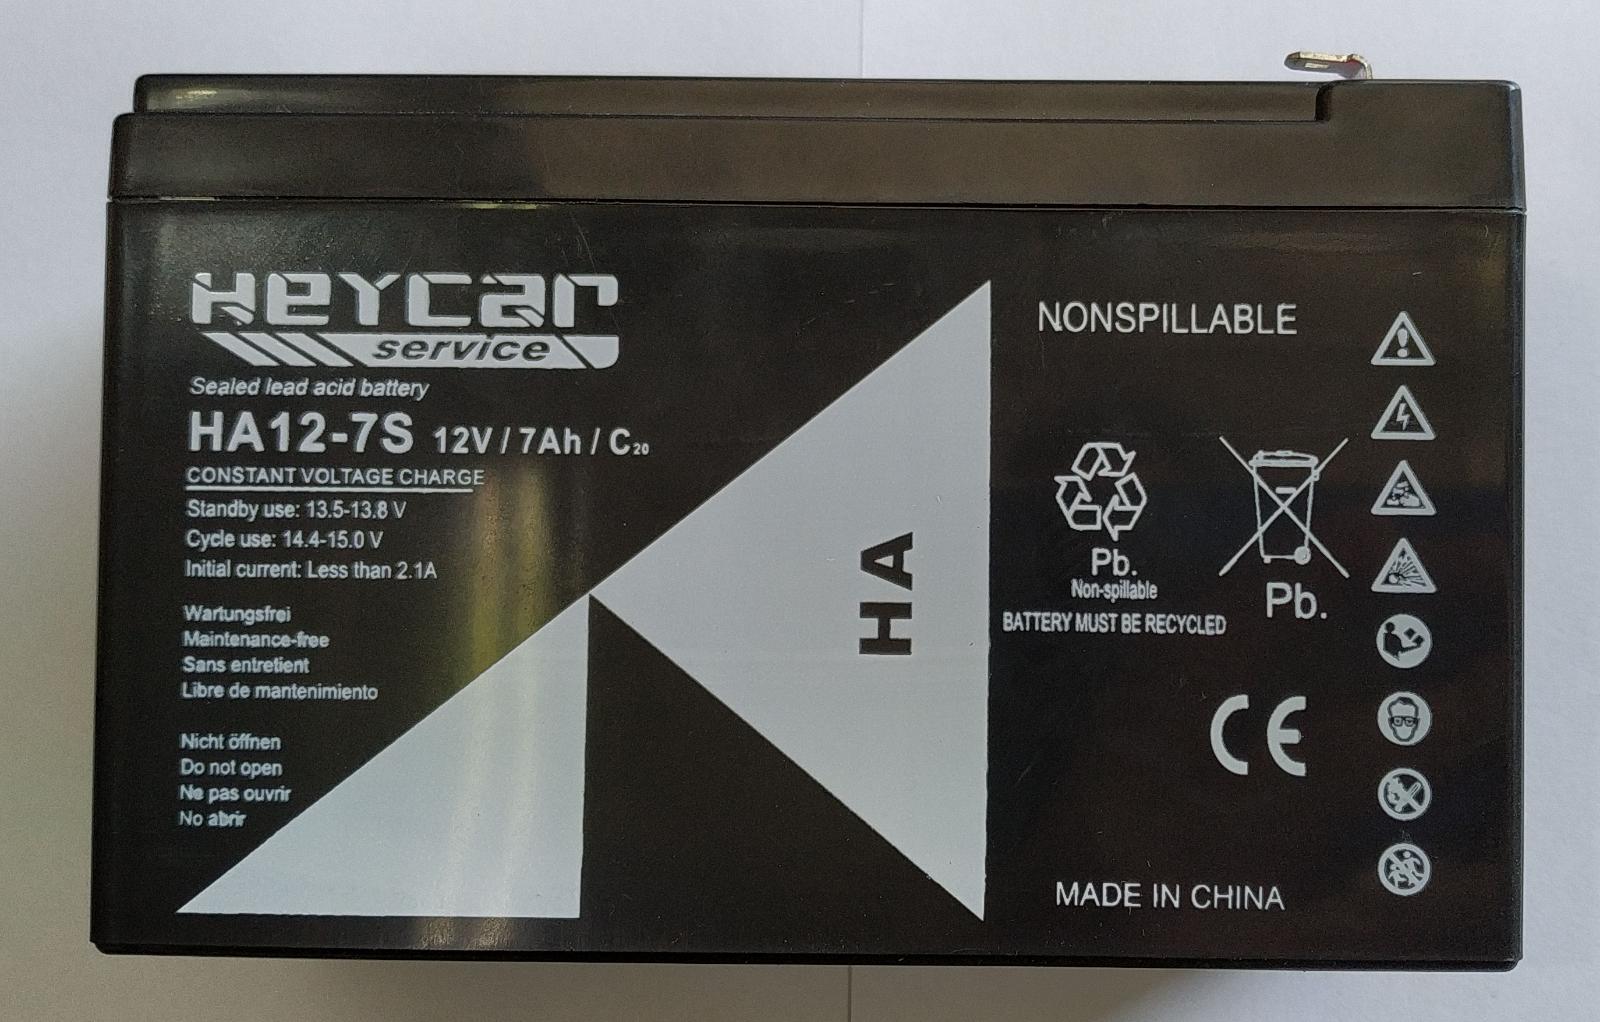 HEYCAR
service
Sealed lead acid battery
HA12-7S 12V / 7Ah / C₂₀
CONSTANT VOLTAGE CHARGE
Standby use: 13.5-13.8 V
Cycle use: 14.4-15.0 V
Initial current: Less than 2.1A
Wartungsfrei
Maintenance-free
Sans entretient
Libre de mantenimiento
Nicht öffnen
Do not open
Ne pas ouvrir
No abrir
HA
NONSPILLABLE
Pb.
Non-spillable
BATTERY MUST BE RECYCLED
Pb.
CE
MADE IN CHINA